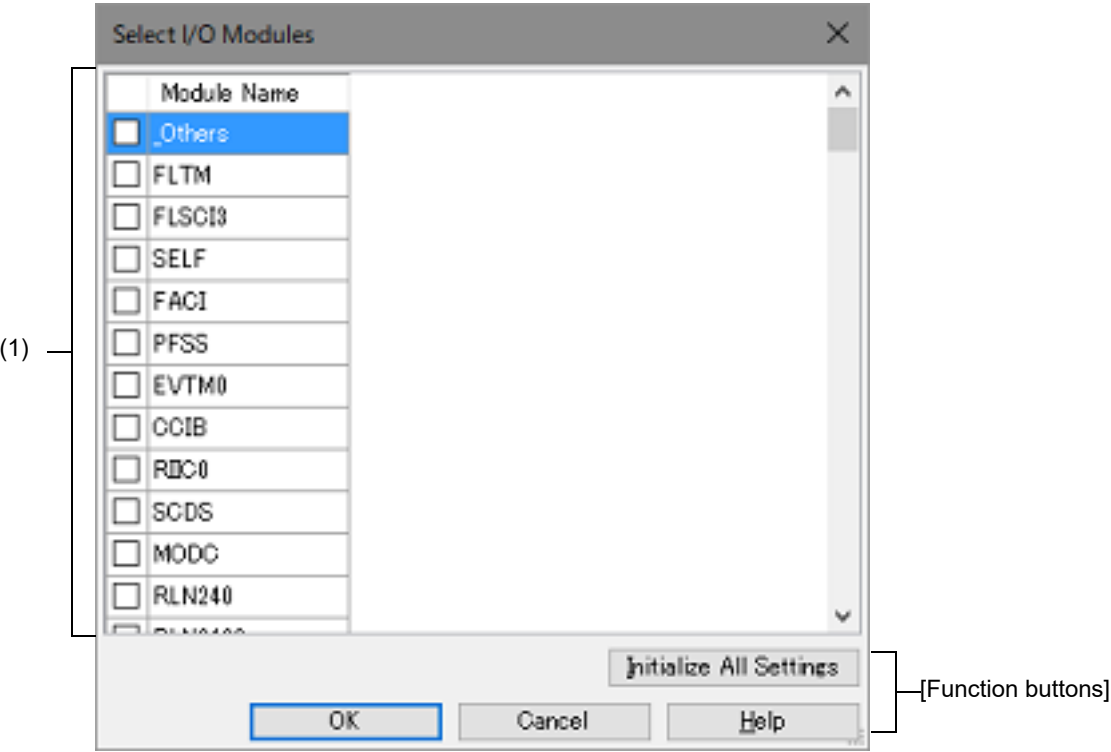 Select I/O Modules
Module Name
_Others
FLTM
FLSCI3
SELF
FACI
(1)
PFSS
EVTM0
CCIB
RIIC0
SCDS
MODC
RLN240
Initialize All Settings
[Function buttons]
OK
Cancel
Help